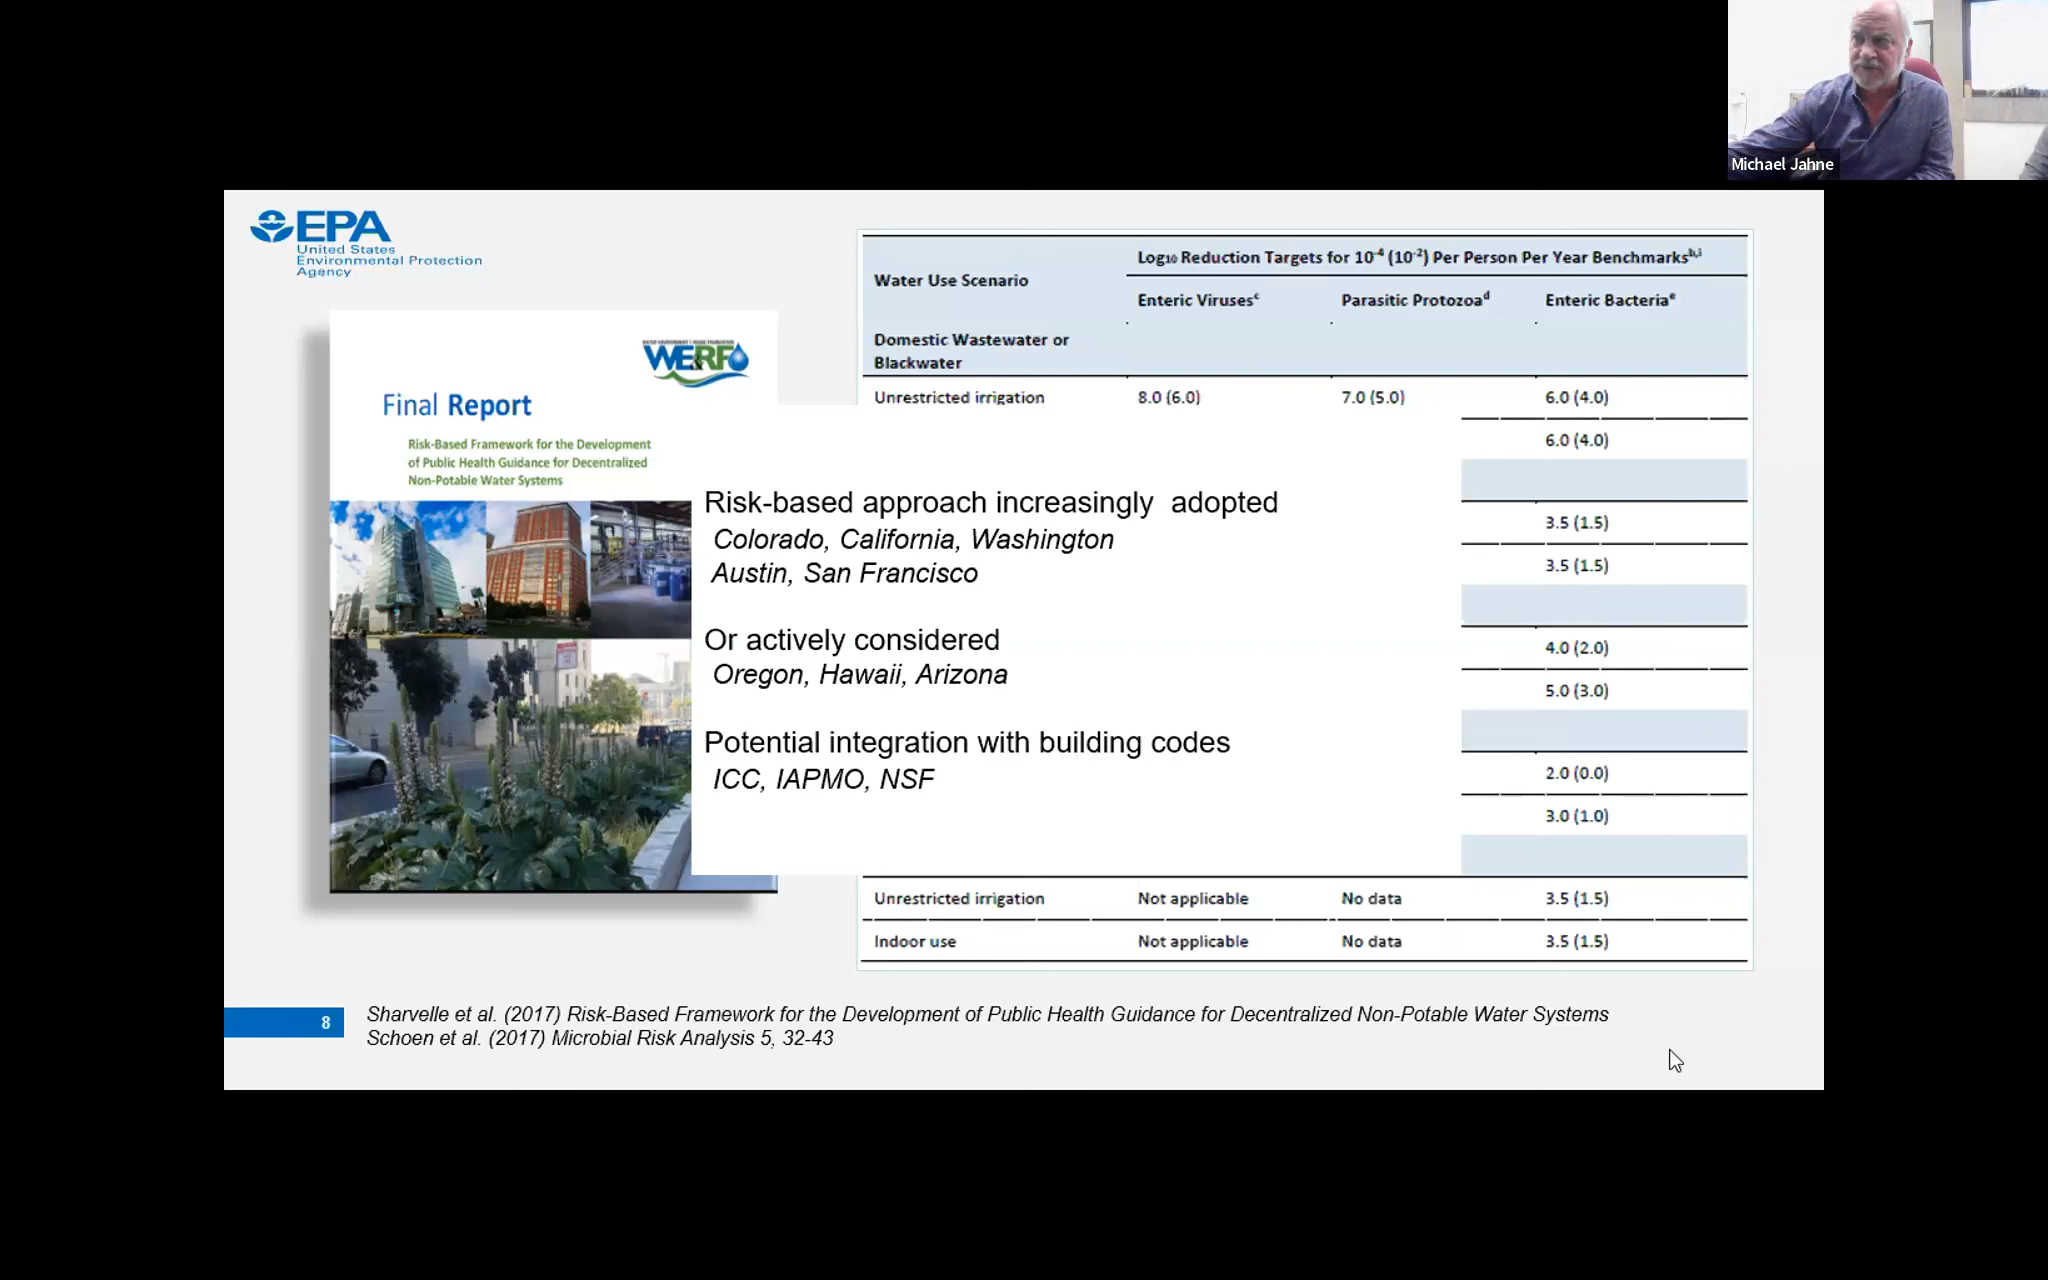 Michael Jahne
EPA
United States
Environmental Protection
Agency
WE&RF
Final Report
Risk-Based Framework for the Development
of Public Health Guidance for Decentralized
Non-Potable Water Systems
Water Use Scenario
Log10 Reduction Targets for 10-4 (10-2) Per Person Per Year Benchmarksb,i
Enteric Virusesc Parasitic Protozoad Enteric Bacteriae
Domestic Wastewater or
Blackwater
Unrestricted irrigation 8.0 (6.0) 7.0 (5.0) 6.0 (4.0)
6.0 (4.0)
3.5 (1.5)
3.5 (1.5)
4.0 (2.0)
5.0 (3.0)
2.0 (0.0)
3.0 (1.0)
Unrestricted irrigation Not applicable No data 3.5 (1.5)
Indoor use Not applicable No data 3.5 (1.5)
Risk-based approach increasingly  adopted
Colorado, California, Washington
Austin, San Francisco
Or actively considered
Oregon, Hawaii, Arizona
Potential integration with building codes
ICC, IAPMO, NSF
8
Sharvelle et al. (2017) Risk-Based Framework for the Development of Public Health Guidance for Decentralized Non-Potable Water Systems
Schoen et al. (2017) Microbial Risk Analysis 5, 32-43